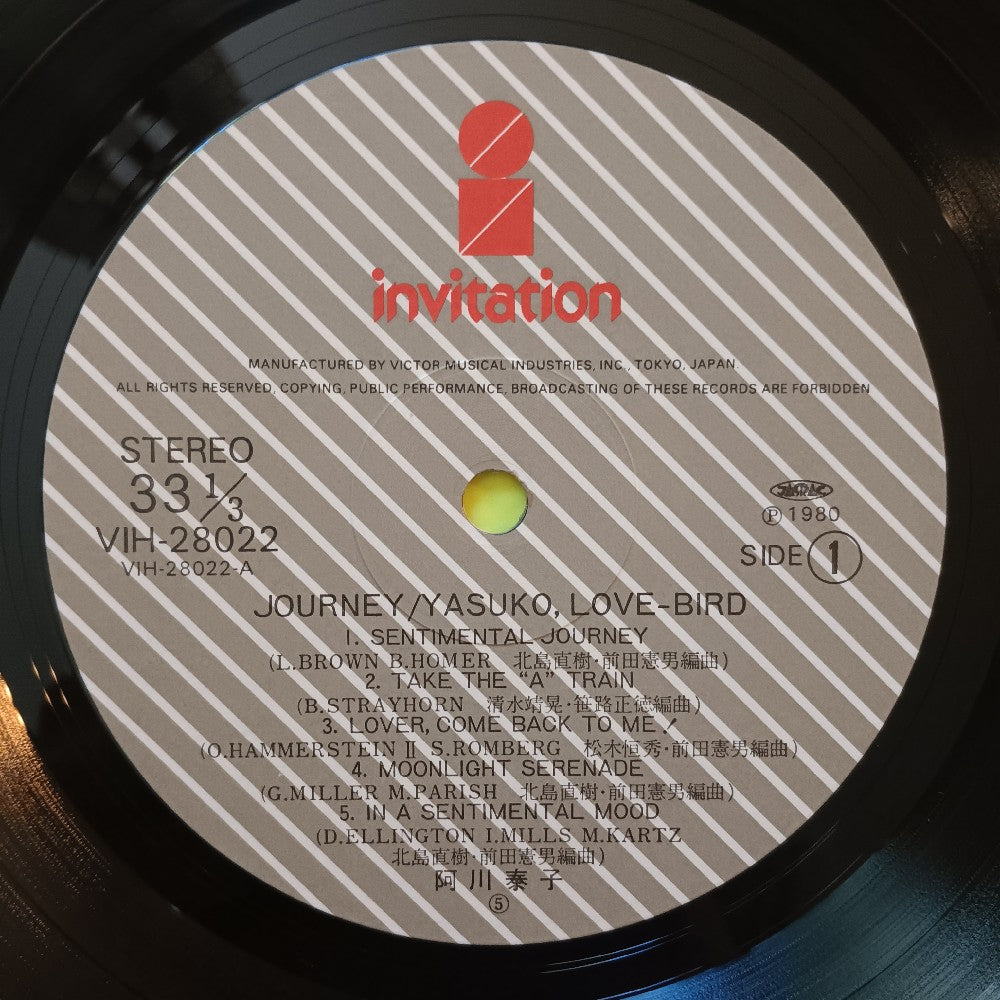 invitation
MANUFACTURED BY VICTOR MUSICAL INDUSTRIES, INC., TOKYO, JAPAN.
ALL RIGHTS RESERVED, COPYING, PUBLIC PERFORMANCE, BROADCASTING OF THESE RECORDS ARE FORBIDDEN
STEREO
33 1/3
VIH-28022
VIH-28022-A
JASRAC
Ⓟ 1980
SIDE 1
JOURNEY/YASUKO, LOVE-BIRD
1. SENTIMENTAL JOURNEY
(L.BROWN B.HOMER 北島直樹・前田憲男編曲)
2. TAKE THE “A” TRAIN
(B.STRAYHORN 清水靖晃・笹路正徳編曲)
3. LOVER, COME BACK TO ME!
(O.HAMMERSTEIN II S.ROMBERG 松木恒秀・前田憲男編曲)
4. MOONLIGHT SERENADE
(G.MILLER M.PARISH 北島直樹・前田憲男編曲)
5. IN A SENTIMENTAL MOOD
(D.ELLINGTON I.MILLS M.KARTZ
北島直樹・前田憲男編曲)
阿川泰子
⑤